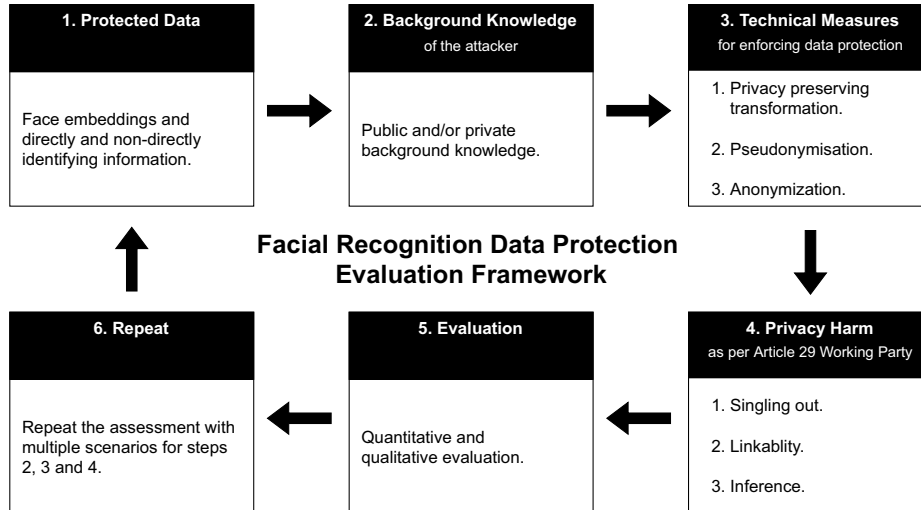 1. Protected Data
Face embeddings and
directly and non-directly
identifying information.
2. Background Knowledge
of the attacker
Public and/or private
background knowledge.
3. Technical Measures
for enforcing data protection
1. Privacy preserving
transformation.
2. Pseudonymisation.
3. Anonymization.
Facial Recognition Data Protection
Evaluation Framework
4. Privacy Harm
as per Article 29 Working Party
1. Singling out.
2. Linkablity.
3. Inference.
5. Evaluation
Quantitative and
qualitative evaluation.
6. Repeat
Repeat the assessment with
multiple scenarios for steps
2, 3 and 4.